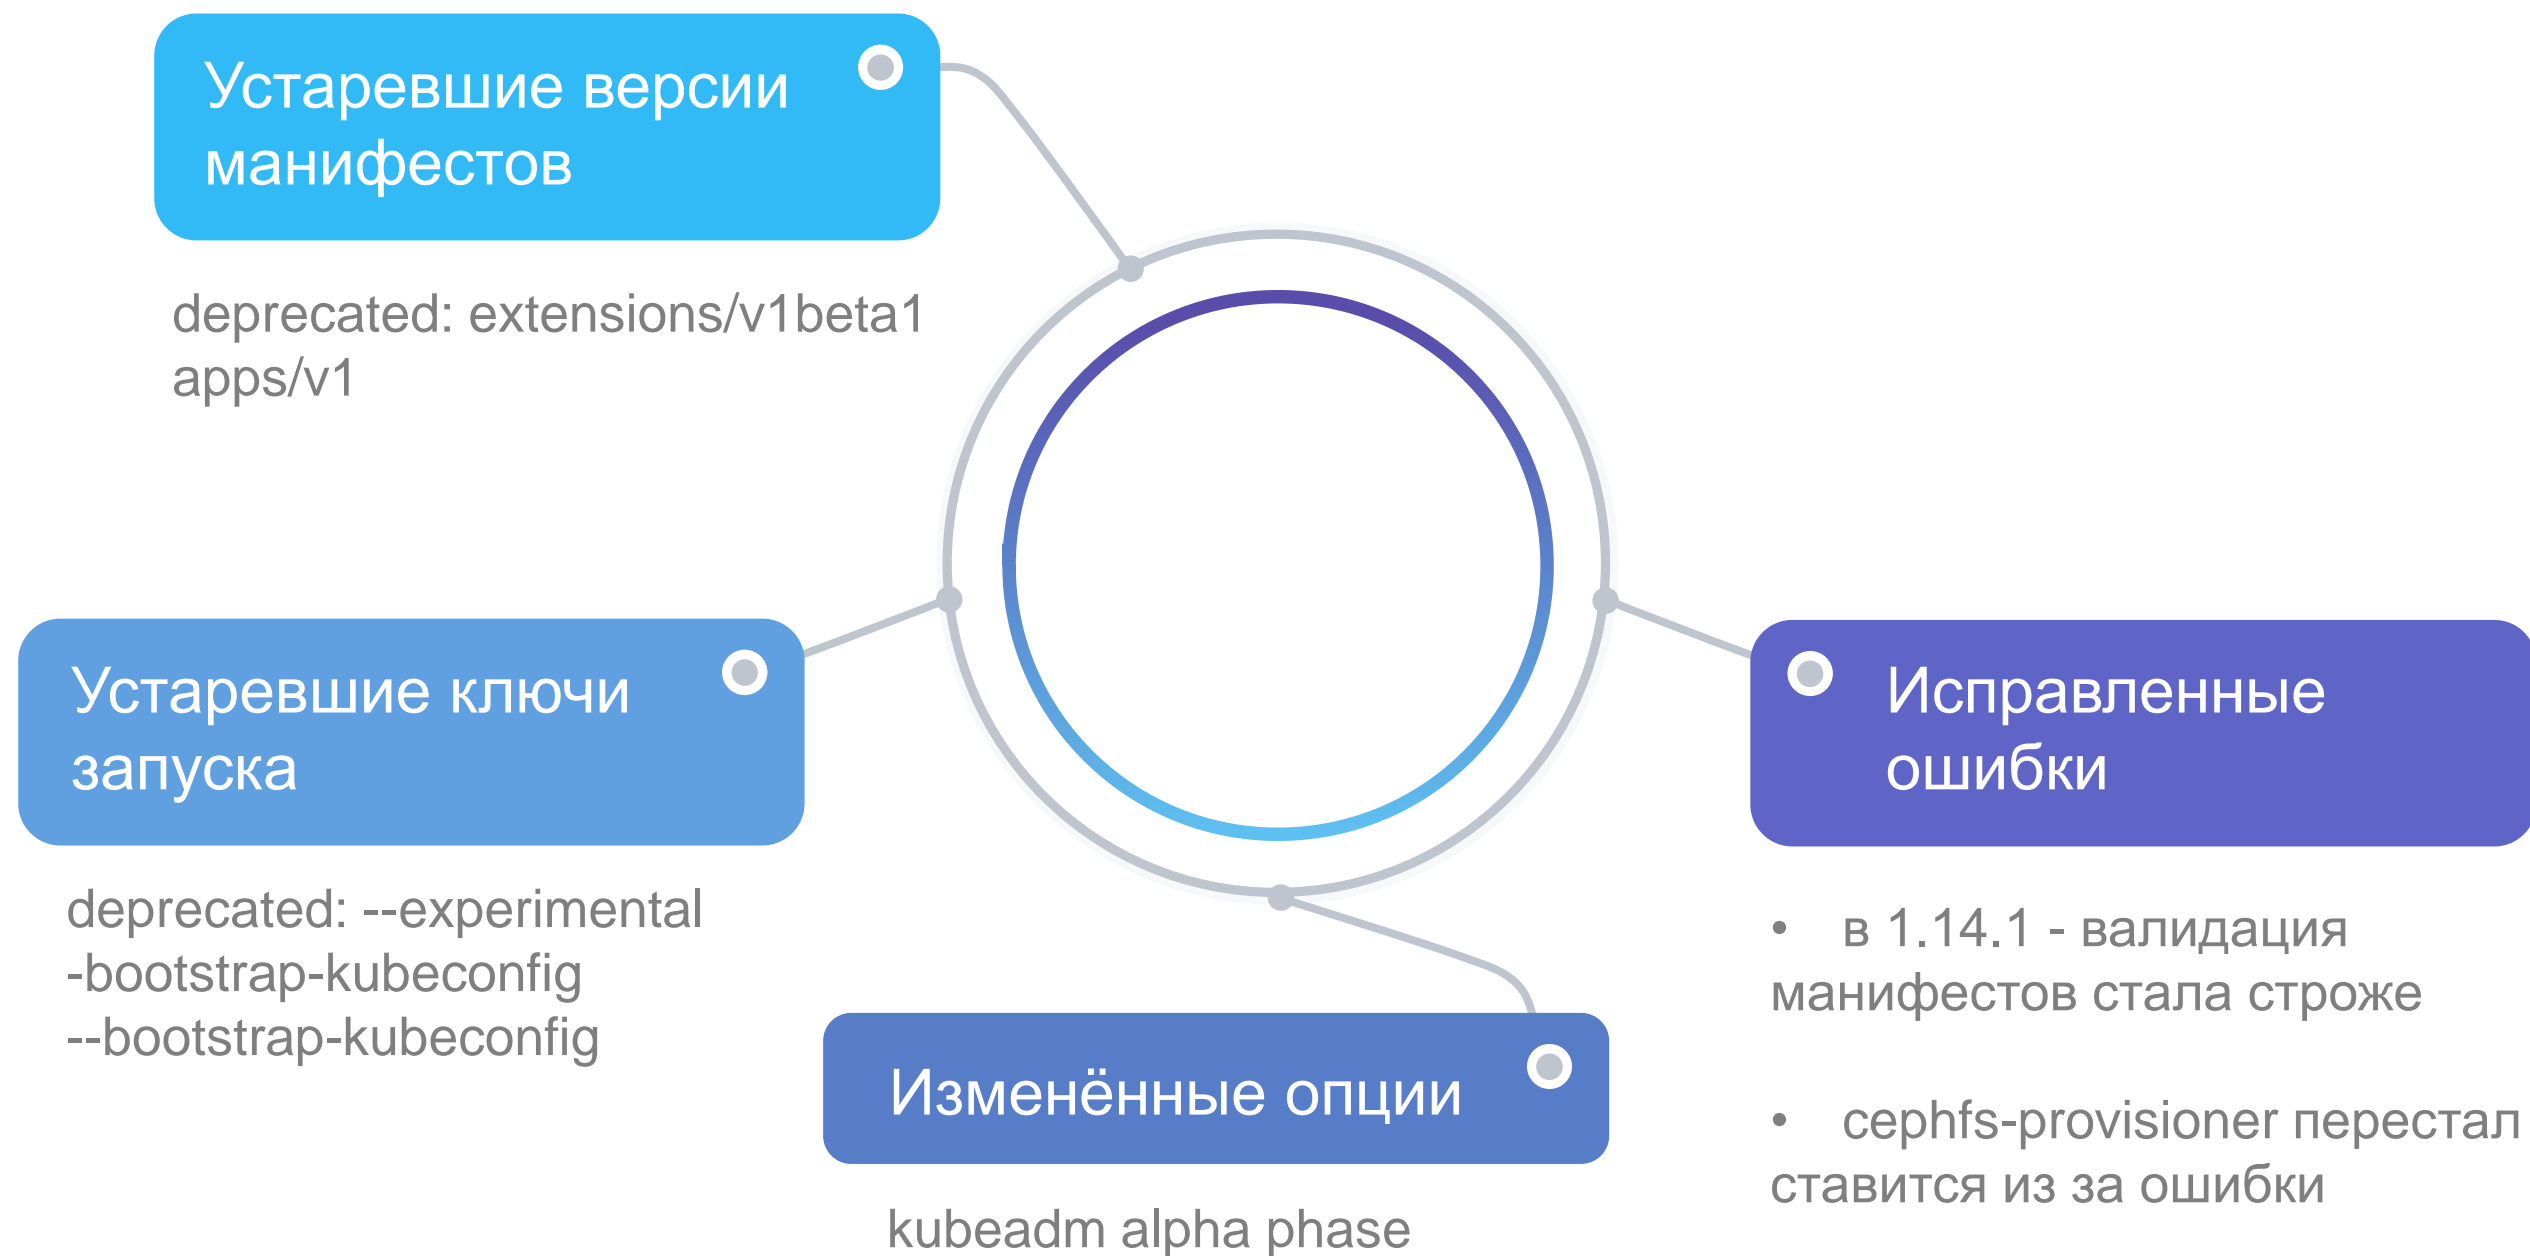 Устаревшие версии
манифестов
deprecated: extensions/v1beta1
apps/v1
Устаревшие ключи
запуска
deprecated: --experimental
-bootstrap-kubeconfig
--bootstrap-kubeconfig
Изменённые опции
kubeadm alpha phase
Исправленные
ошибки
• в 1.14.1 - валидация
манифестов стала строже
• cephfs-provisioner перестал
ставится из за ошибки